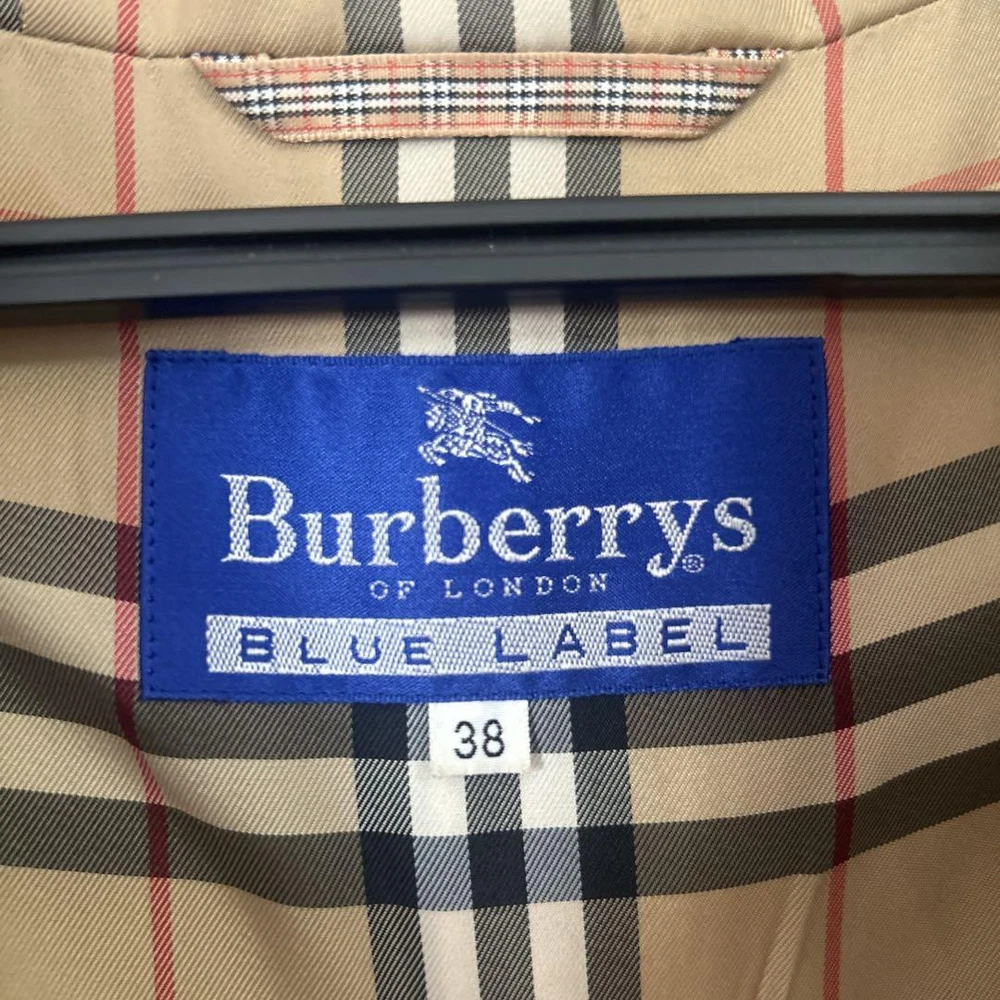 Burberrys®
OF LONDON
BLUE LABEL
38